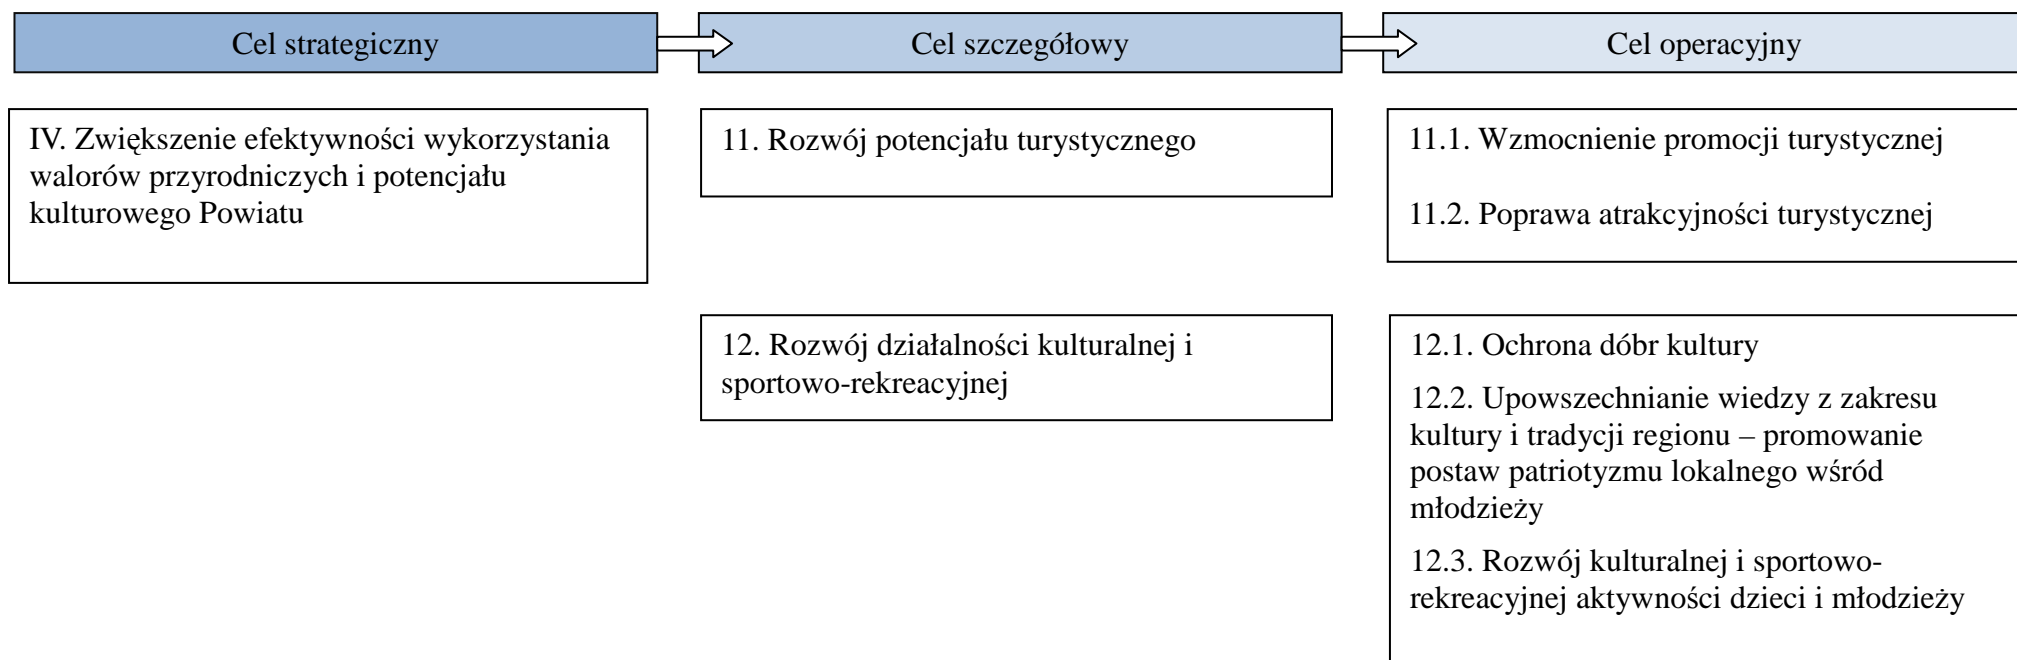 Cel strategiczny
Cel szczegółowy
Cel operacyjny
IV. Zwiększenie efektywności wykorzystania
walorów przyrodniczych i potencjału
kulturowego Powiatu
11. Rozwój potencjału turystycznego
11.1. Wzmocnienie promocji turystycznej
11.2. Poprawa atrakcyjności turystycznej
12. Rozwój działalności kulturalnej i
sportowo-rekreacyjnej
12.1. Ochrona dóbr kultury
12.2. Upowszechnianie wiedzy z zakresu
kultury i tradycji regionu – promowanie
postaw patriotyzmu lokalnego wśród
młodzieży
12.3. Rozwój kulturalnej i sportowo-
rekreacyjnej aktywności dzieci i młodzieży